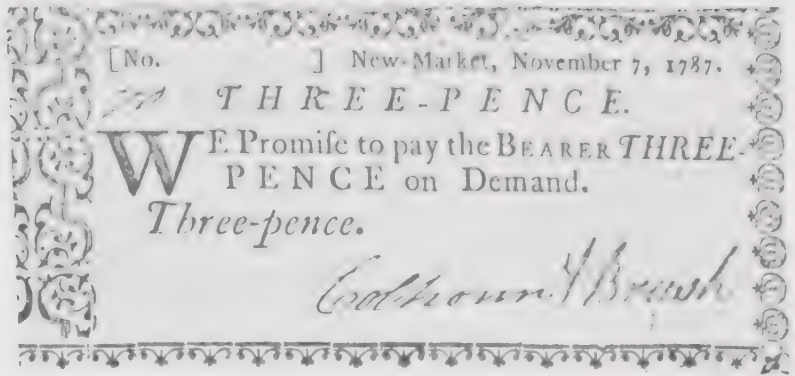 [No. ] New-Market, November 7, 1787.
THREE-PENCE.
WE Promiſe to pay the BEARER THREE-
PENCE on Demand.
Three-pence.
Calhoun &